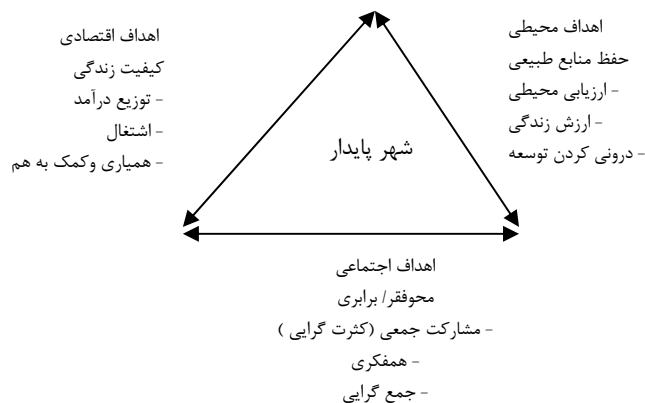 اهداف محیطی
حفظ منابع طبیعی
- ارزیابی محیطی
- ارزش زندگی
- درونی کردن توسعه
اهداف اقتصادی
کیفیت زندگی
- توزیع درآمد
- اشتغال
- همیاری وکمک به هم
شهر پایدار
اهداف اجتماعی
محوفقر/ برابری
- مشارکت جمعی (کثرت گرایی )
- همفکری
- جمع گرایی